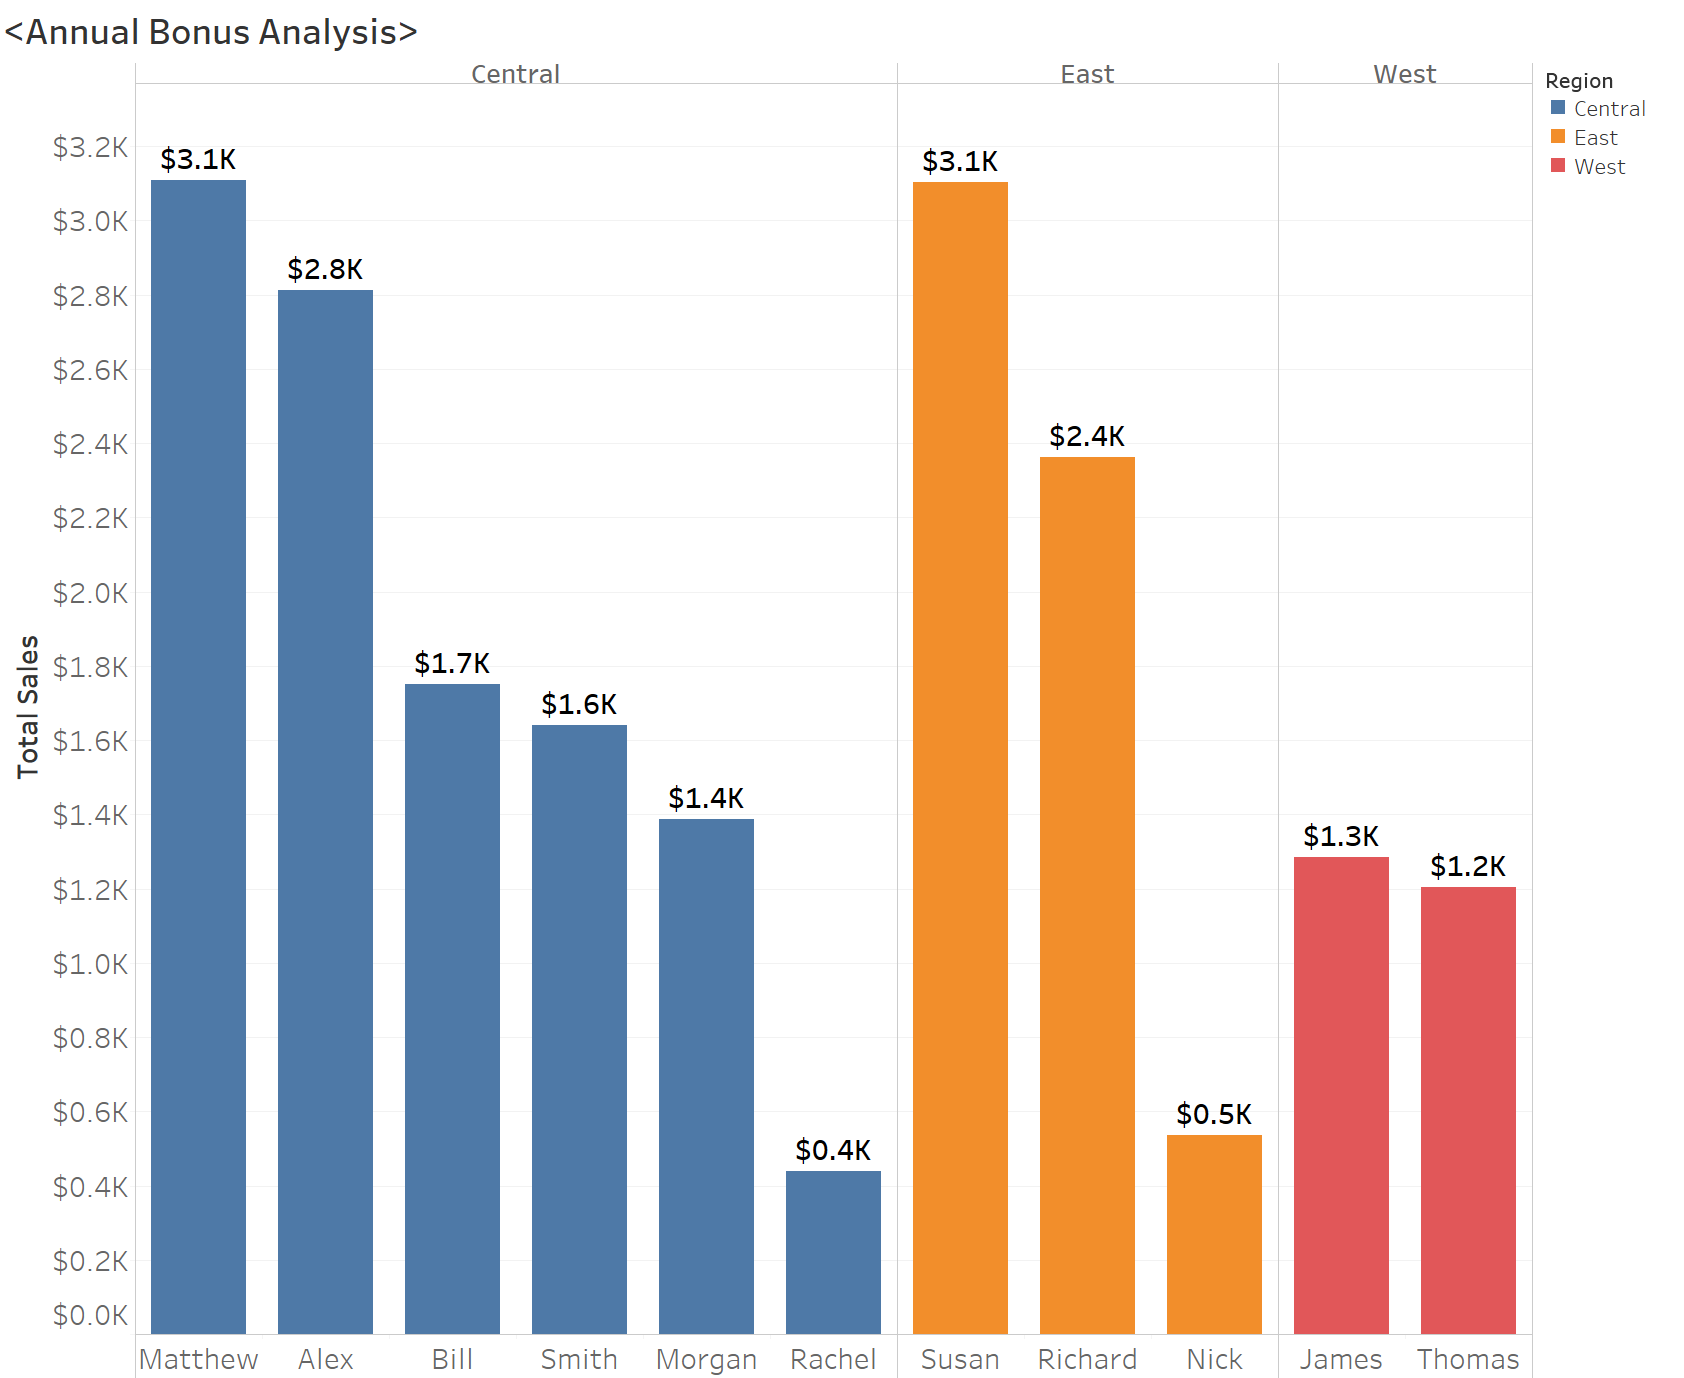 <Annual Bonus Analysis>
Central East West
Region
Central
East
West
Total Sales
$3.2K
$3.0K
$2.8K
$2.6K
$2.4K
$2.2K
$2.0K
$1.8K
$1.6K
$1.4K
$1.2K
$1.0K
$0.8K
$0.6K
$0.4K
$0.2K
$0.0K
$3.1K
$2.8K
$1.7K
$1.6K
$1.4K
$0.4K
$3.1K
$2.4K
$0.5K
$1.3K
$1.2K
Matthew Alex Bill Smith Morgan Rachel Susan Richard Nick James Thomas